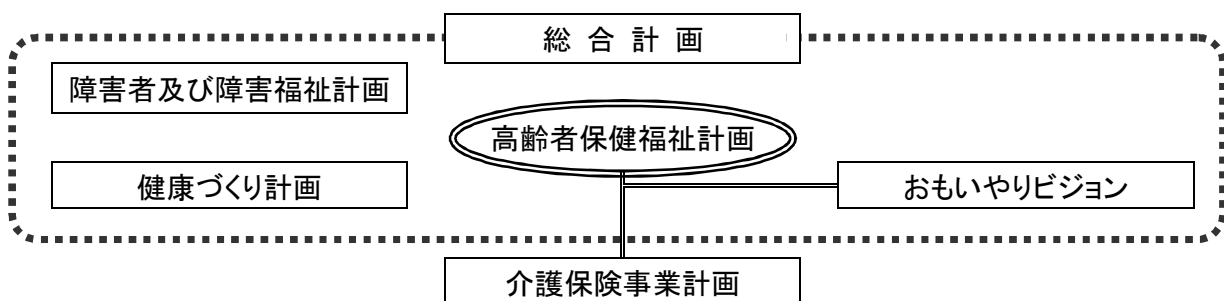 総合計画
障害者及び障害福祉計画
高齢者保健福祉計画
健康づくり計画
おもいやりビジョン
介護保険事業計画